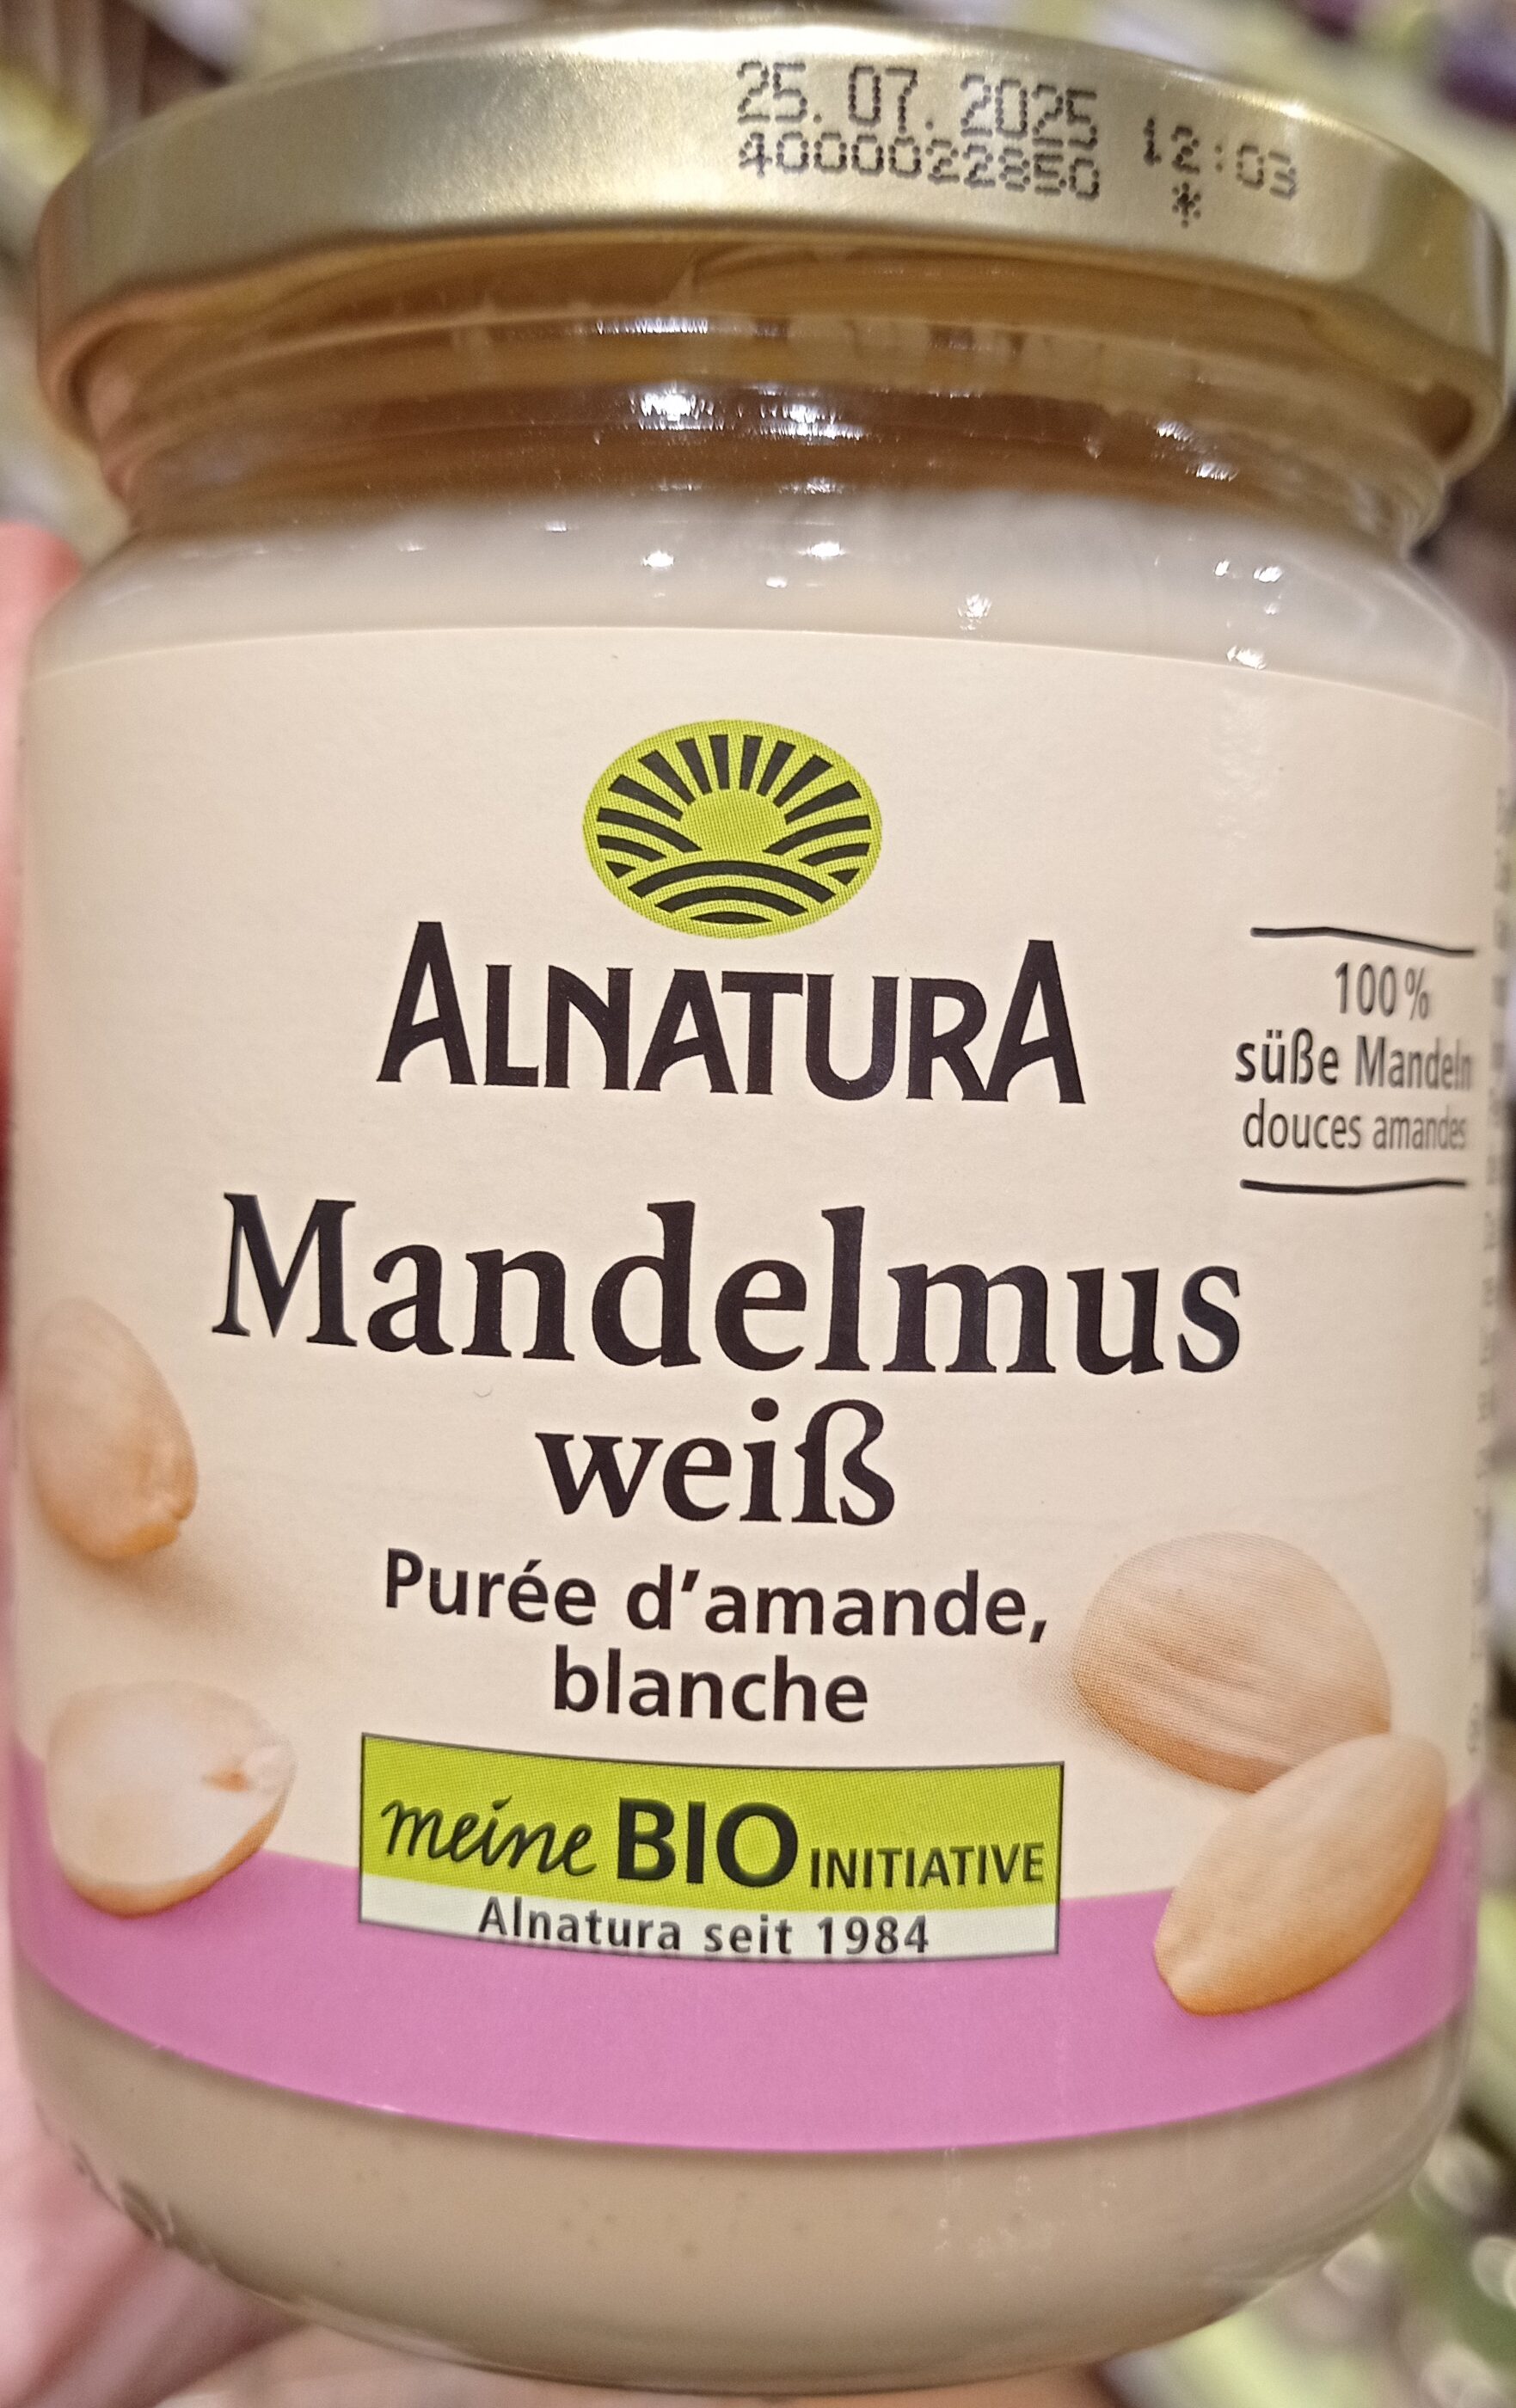 25.07.2025 12:03
4000022850 *
ALNATURA
100%
süße Mandeln
douces amandes
Mandelmus
weiß
Purée d'amande,
blanche
meine BIO INITIATIVE
Alnatura seit 1984